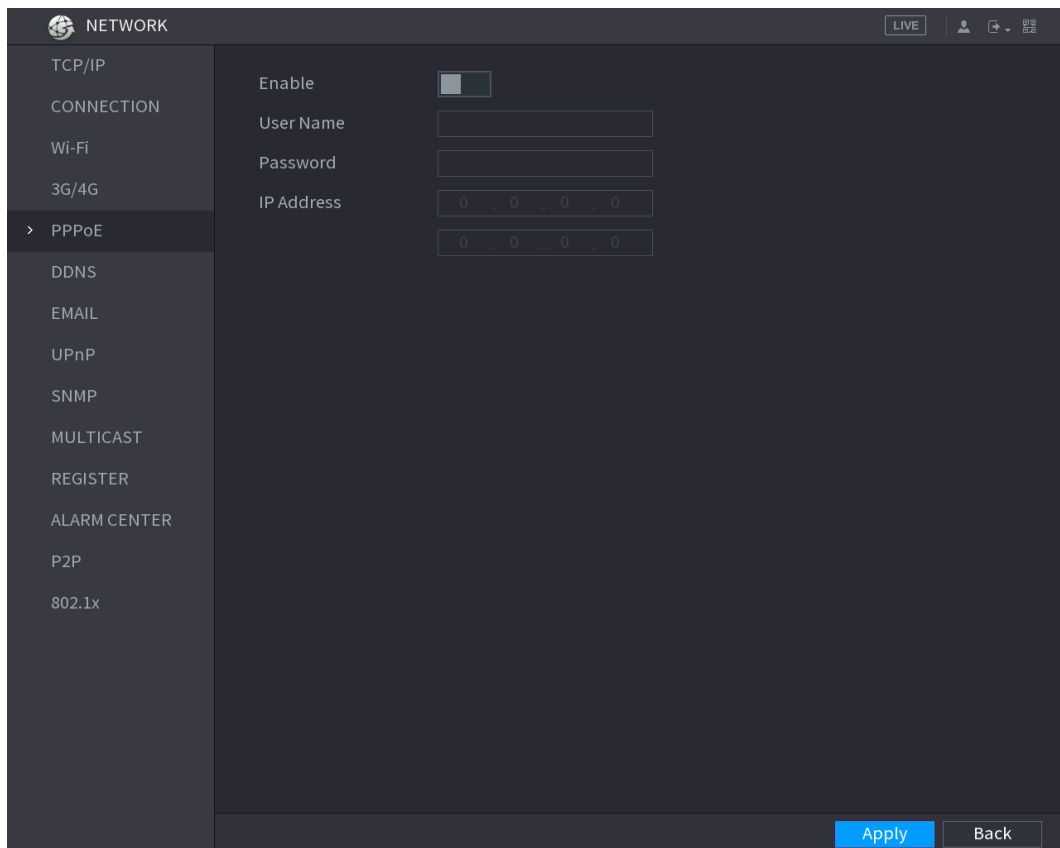 NETWORK
LIVE
TCP/IP
CONNECTION
Wi-Fi
3G/4G
PPPoE
DDNS
EMAIL
UPnP
SNMP
MULTICAST
REGISTER
ALARM CENTER
P2P
802.1x
Enable
User Name
Password
IP Address 0 . 0 . 0 . 0
0 . 0 . 0 . 0
Apply Back